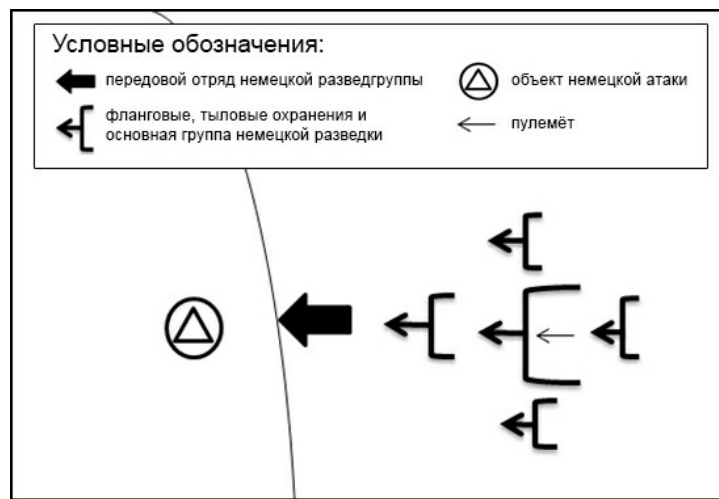 Условные обозначения:
передовой отряд немецкой разведгруппы
фланговые, тыловые охранения и
основная группа немецкой разведки
объект немецкой атаки
пулемёт